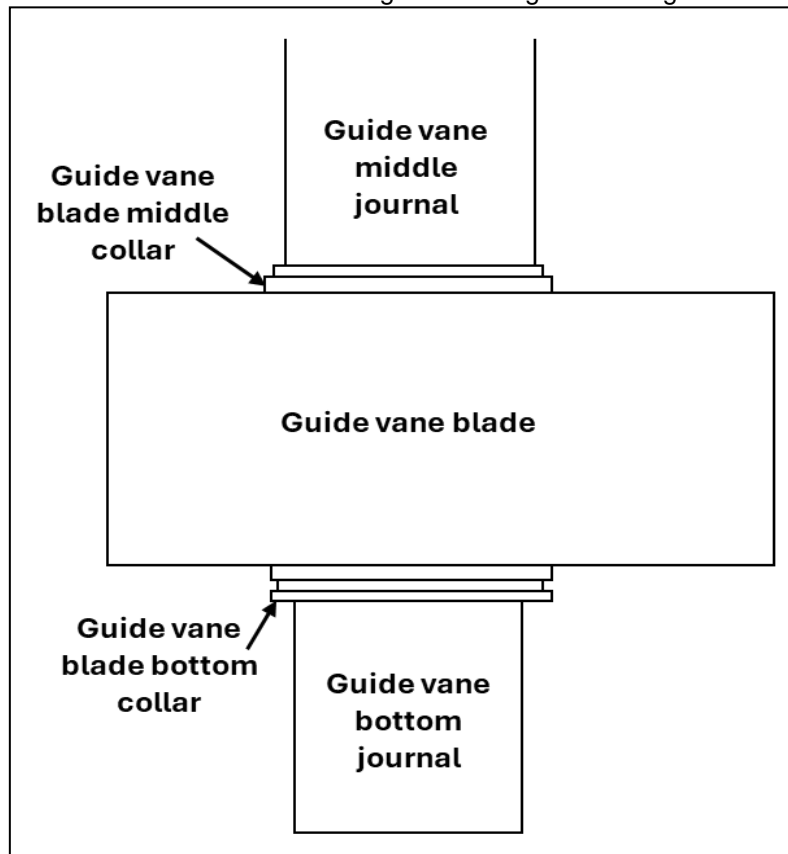 Guide vane
middle
journal
Guide vane
blade middle
collar
Guide vane blade
Guide vane
blade bottom
collar
Guide vane
bottom
journal